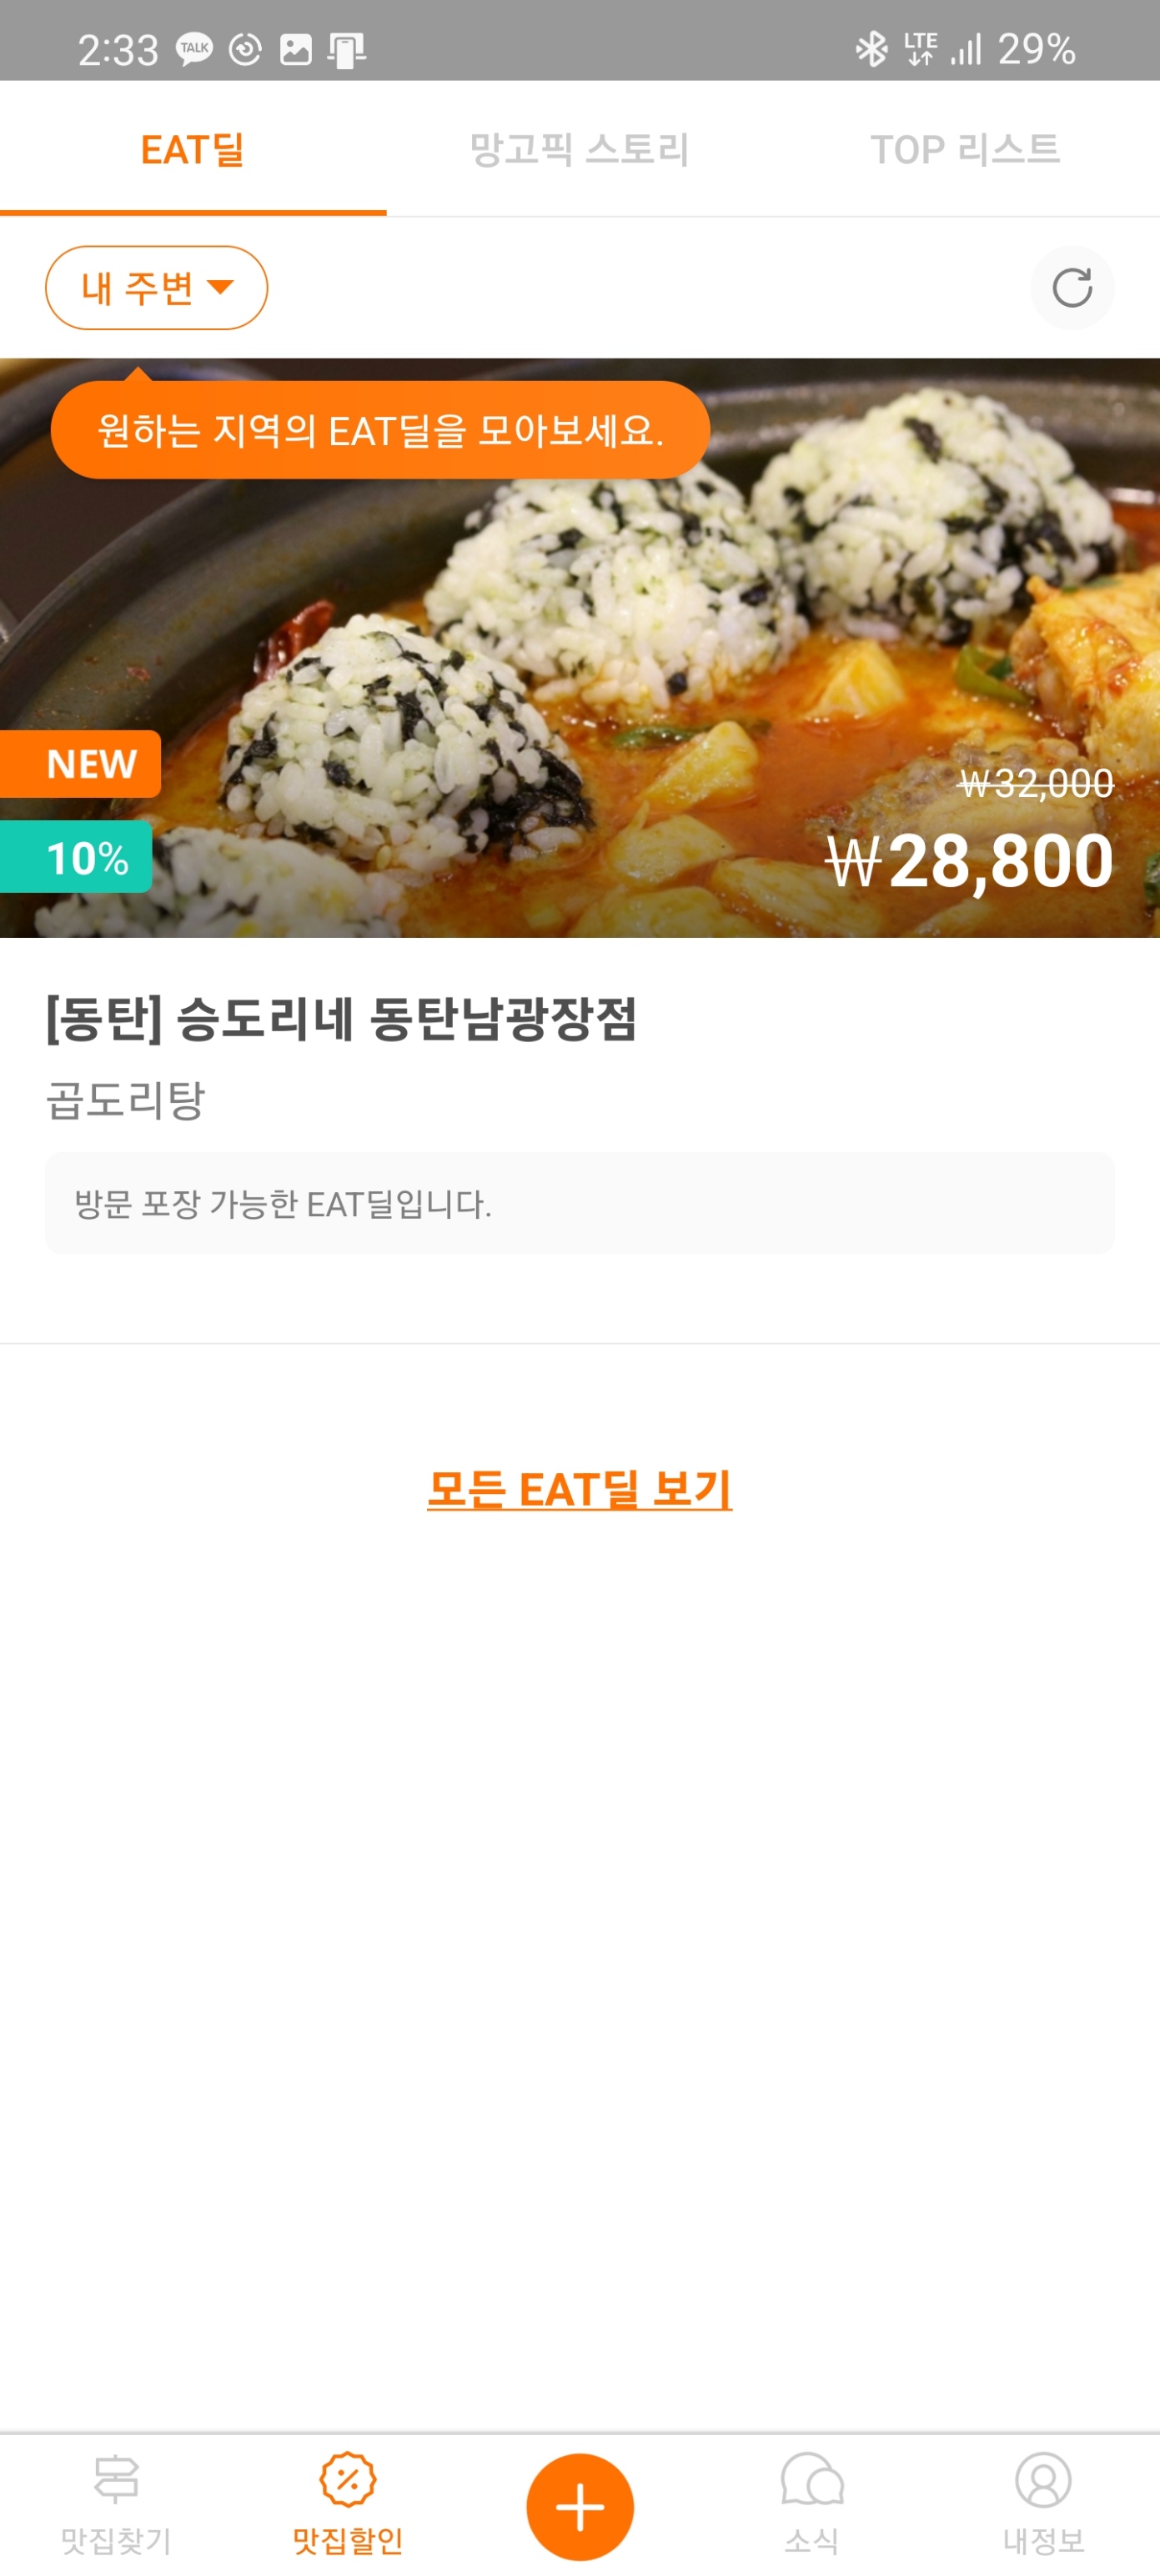 2:33 TALK LTE 29%
EAT딜 망고픽 스토리 TOP 리스트
내 주변
원하는 지역의 EAT딜을 모아보세요.
NEW
₩32,000
10%
₩28,800
[동탄] 승도리네 동탄남광장점
곱도리탕
방문 포장 가능한 EAT딜입니다.
모든 EAT딜 보기
맛집찾기 맛집할인 소식 내정보